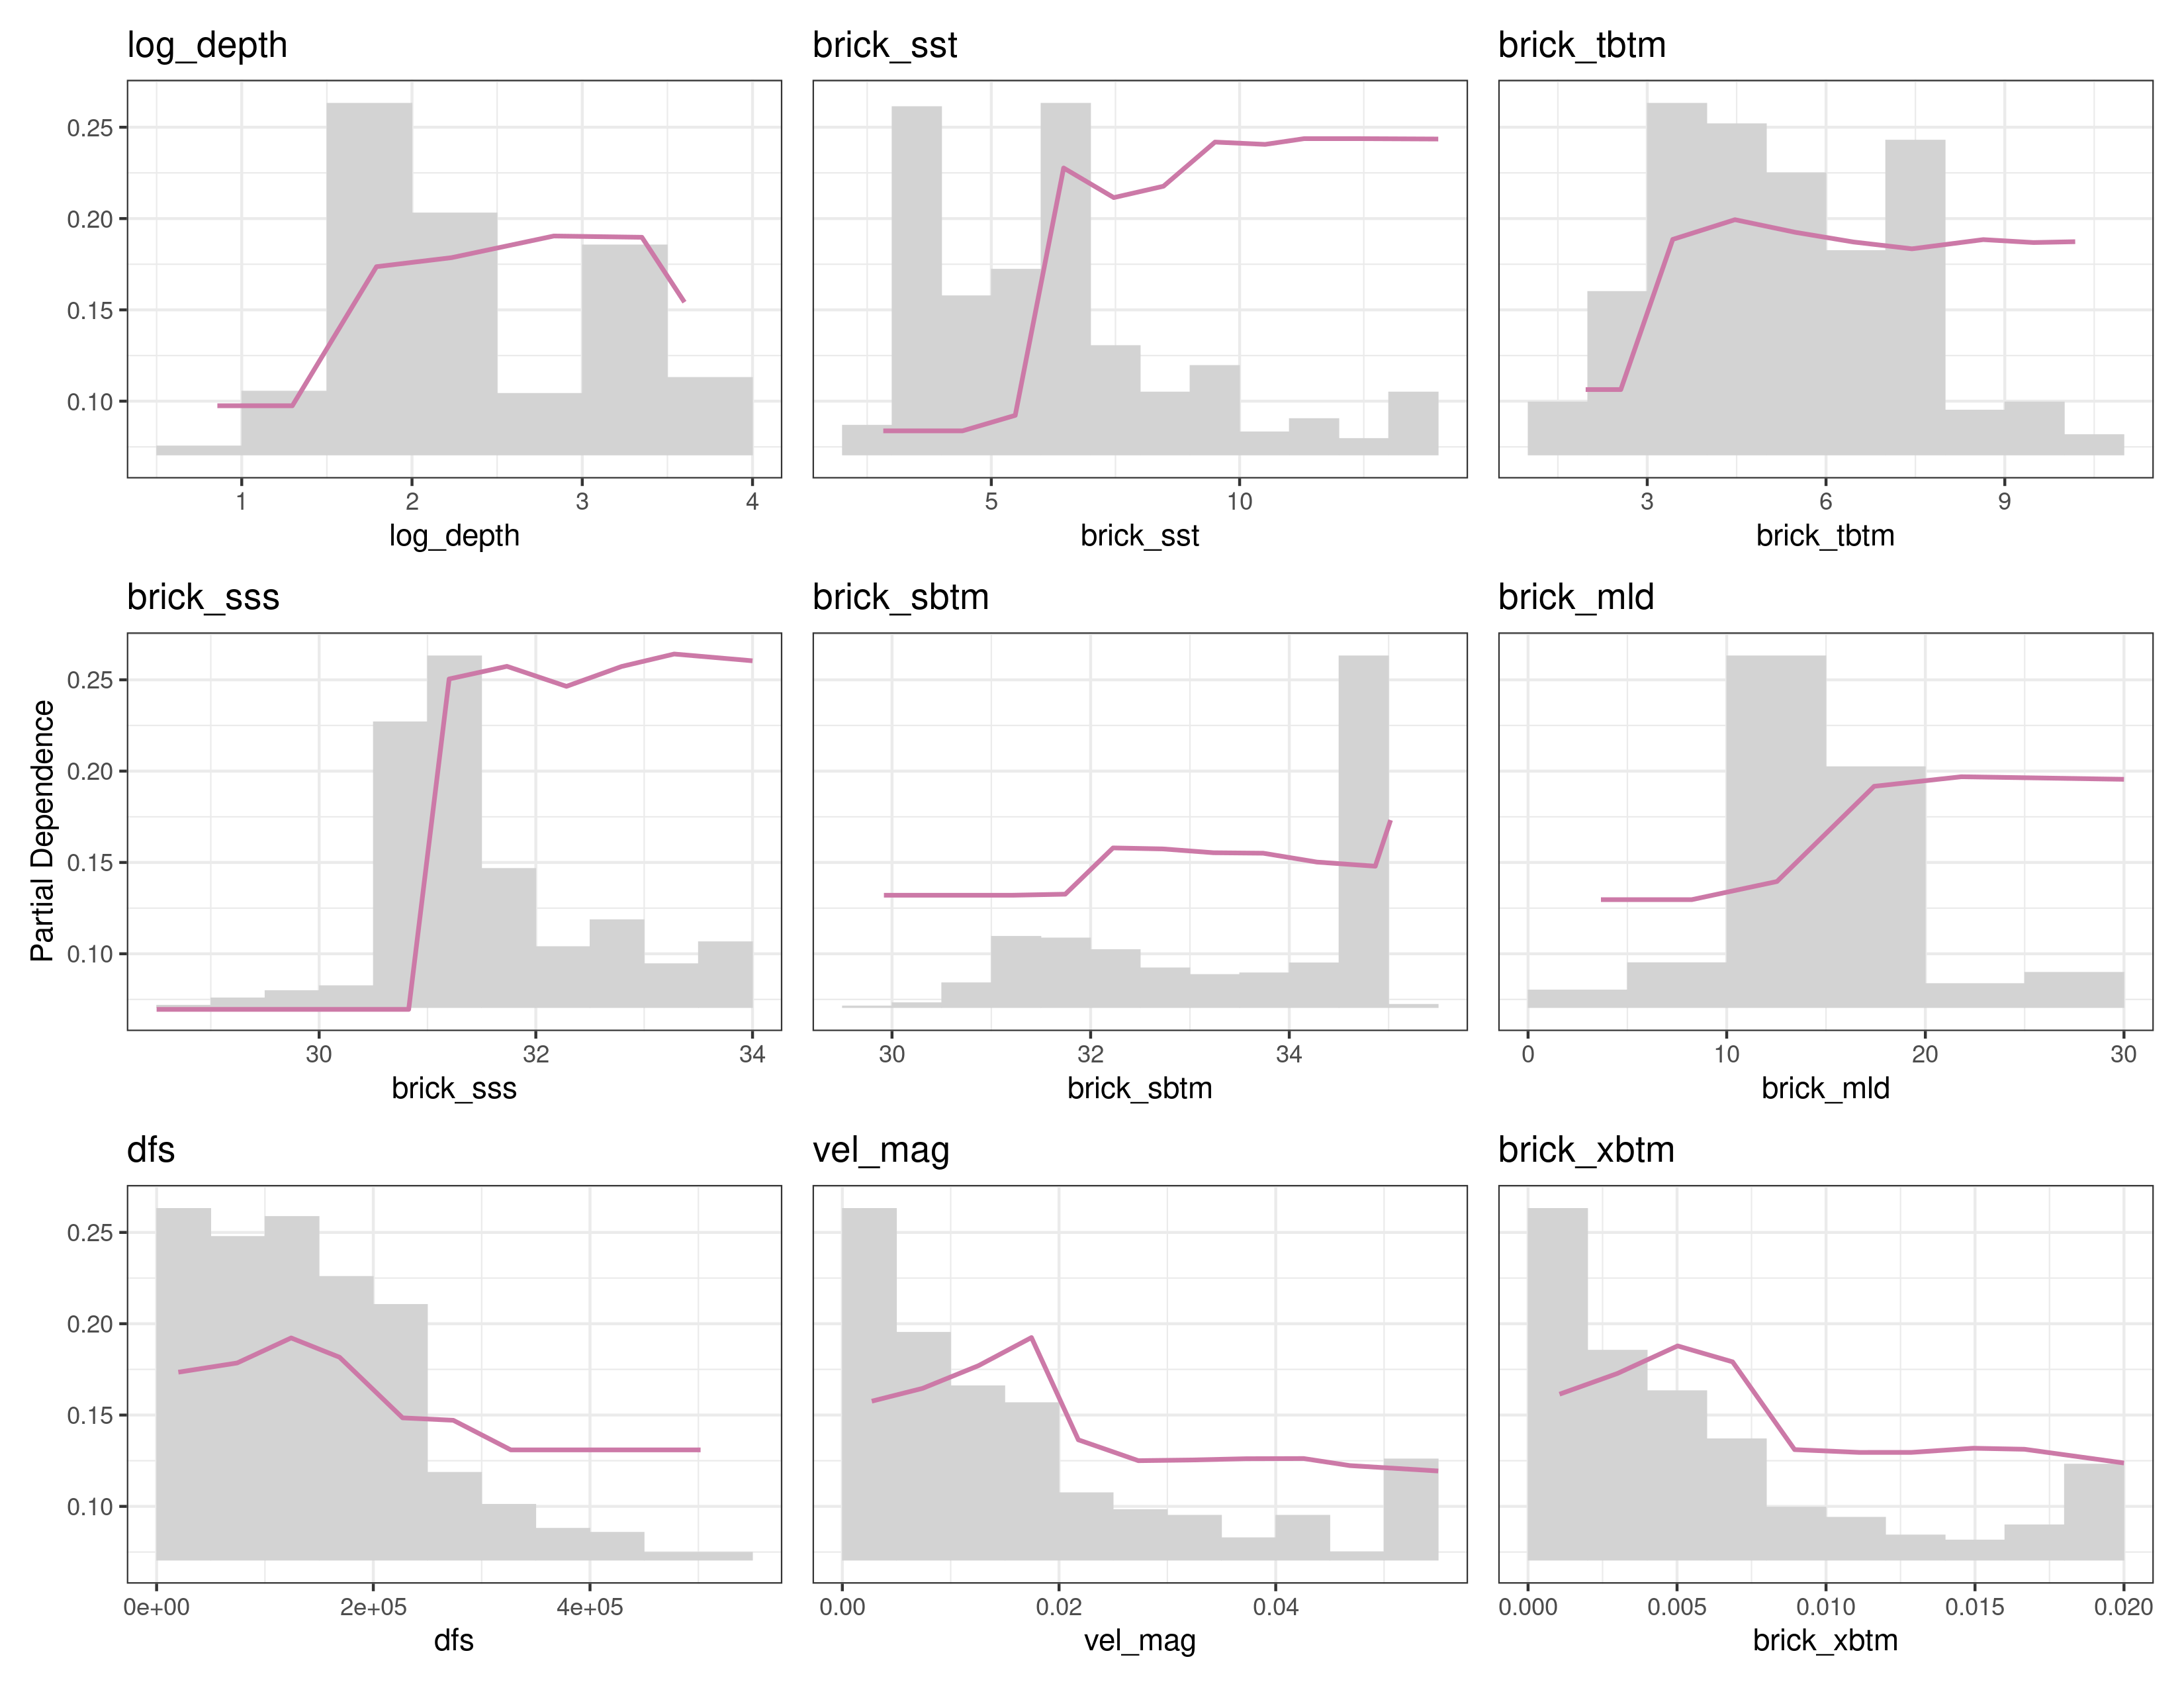 log_depth
brick_sst
brick_tbtm
0.25
0.20
0.15
0.10
1 2 3 4
5 10
3 6 9
log_depth
brick_sst
brick_tbtm
brick_sss
brick_sbtm
brick_mld
Partial Dependence
0.25
0.20
0.15
0.10
30 32 34
30 32 34
0 10 20 30
brick_sss
brick_sbtm
brick_mld
dfs
vel_mag
brick_xbtm
0.25
0.20
0.15
0.10
0e+00 2e+05 4e+05
0.00 0.02 0.04
0.000 0.005 0.010 0.015 0.020
dfs
vel_mag
brick_xbtm